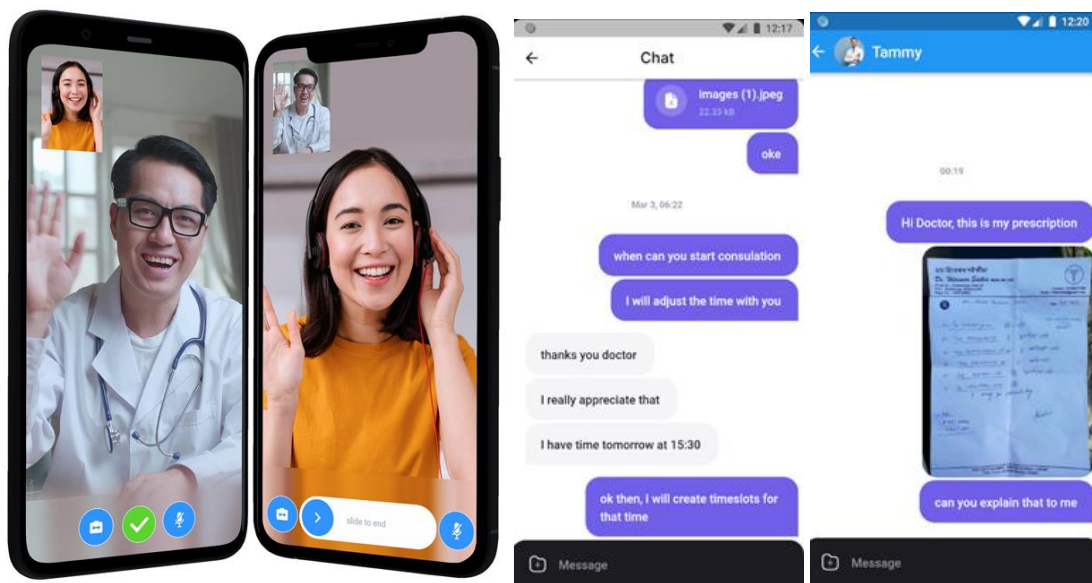 slide to end
12:17
Chat
images (1).jpeg
22.33 kB
oke
Mar 3, 06:22
when can you start consulation
I will adjust the time with you
thanks you doctor
I really appreciate that
I have time tomorrow at 15:30
ok then, I will create timeslots for
that time
Message
12:20
Tammy
00:19
Hi Doctor, this is my prescription
can you explain that to me
Message